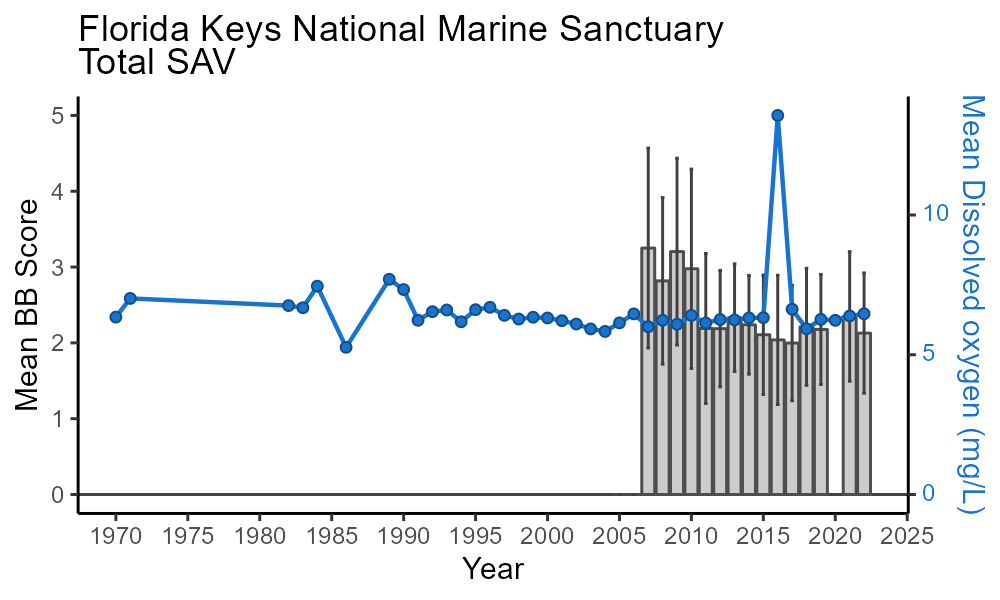 Florida Keys National Marine Sanctuary
Total SAV
Mean BB Score
5
4
3
2
1
0
Mean Dissolved oxygen (mg/L)
10
5
0
1970 1975 1980 1985 1990 1995 2000 2005 2010 2015 2020 2025
Year